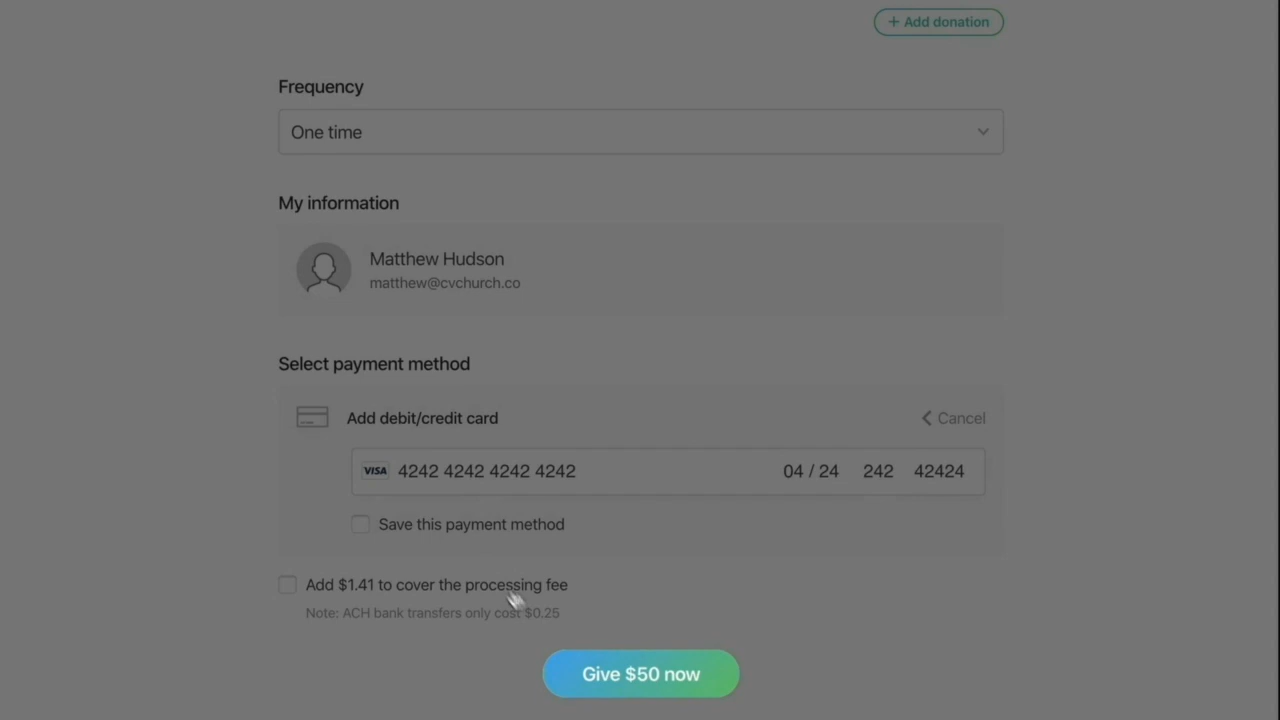 + Add donation
Frequency
One time
My information
Matthew Hudson
matthew@cvchurch.co
Select payment method
Add debit/credit card
Cancel
VISA 4242 4242 4242 4242 04 / 24 242 42424
Save this payment method
Add $1.41 to cover the processing fee
Note: ACH bank transfers only cost $0.25
Give $50 now